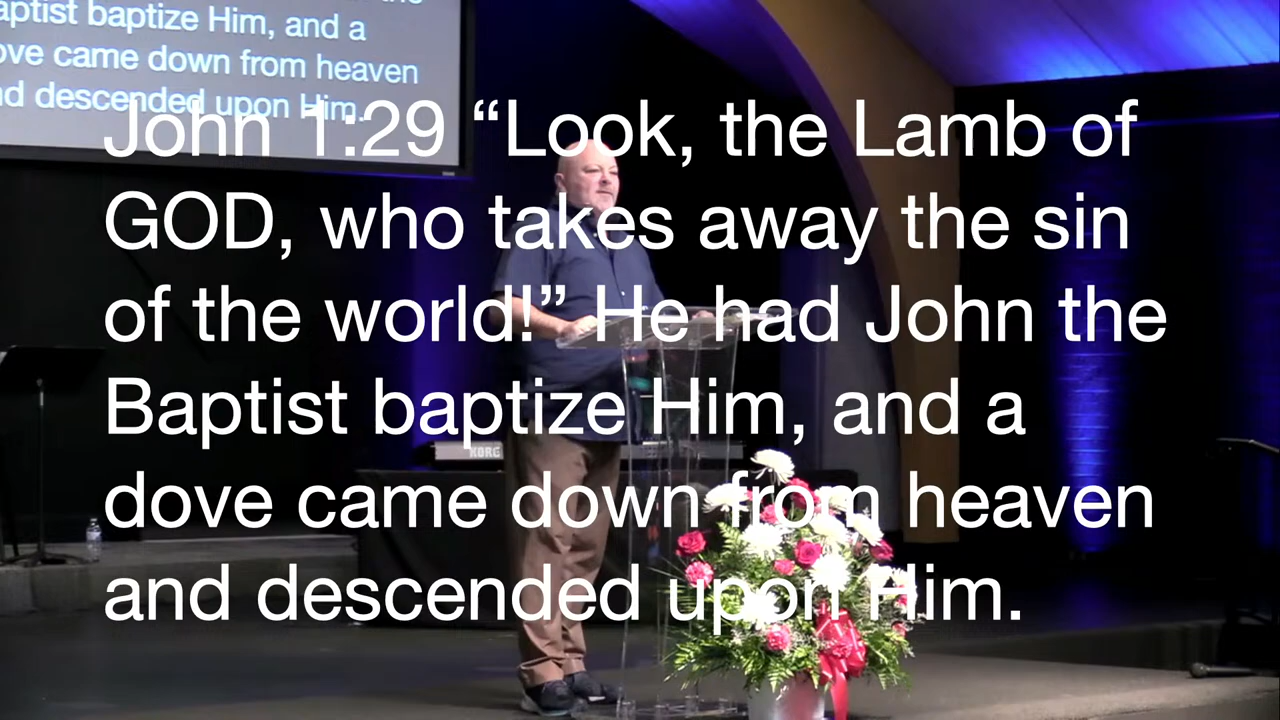 aptist baptize Him, and a
ove came down from heaven
nd descended upon Him.
John 1:29 “Look, the Lamb of
GOD, who takes away the sin
of the world!” He had John the
Baptist baptize Him, and a
dove came down from heaven
and descended upon Him.
KORG